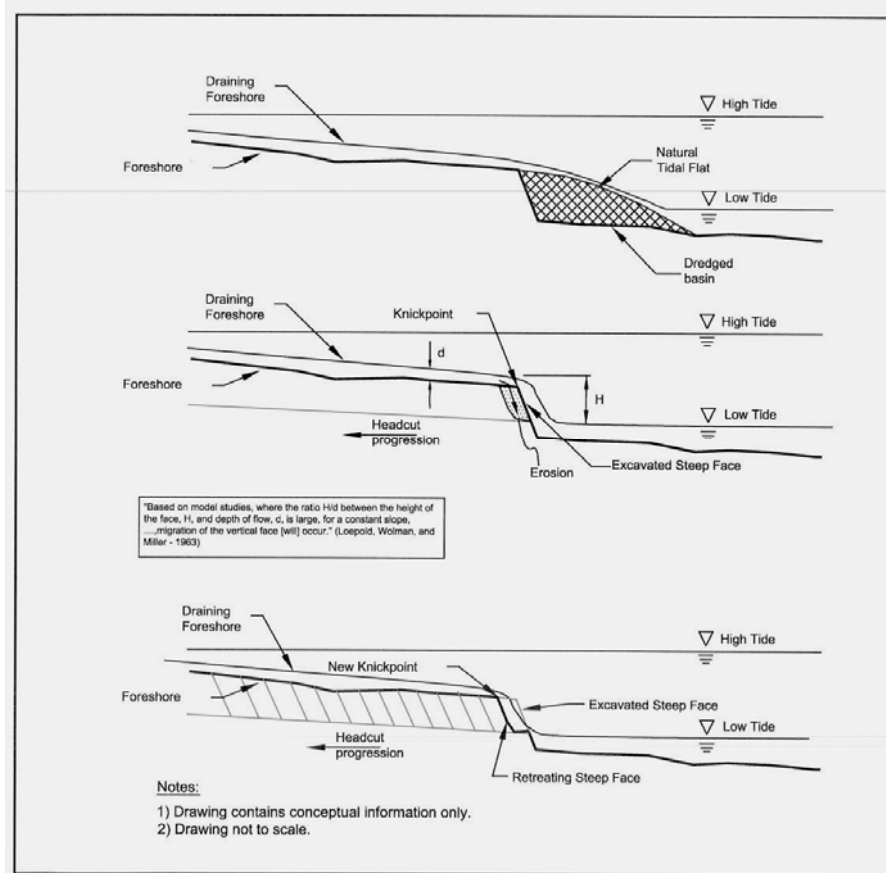 Draining
Foreshore
High Tide
Foreshore
Natural
Tidal Flat
Low Tide
Dredged
basin
Draining
Foreshore
Knickpoint
High Tide
d
Foreshore
H
Low Tide
Headcut
progression
Erosion
Excavated Steep Face
"Based on model studies, where the ratio H/d between the height of
the face, H, and depth of flow, d, is large, for a constant slope,
....,migration of the vertical face [will] occur." (Loepold, Wolman, and
Miller - 1963)
Draining
Foreshore
High Tide
New Knickpoint
Foreshore
Excavated Steep Face
Low Tide
Headcut
progression
Retreating Steep Face
Notes:
1) Drawing contains conceptual information only.
2) Drawing not to scale.